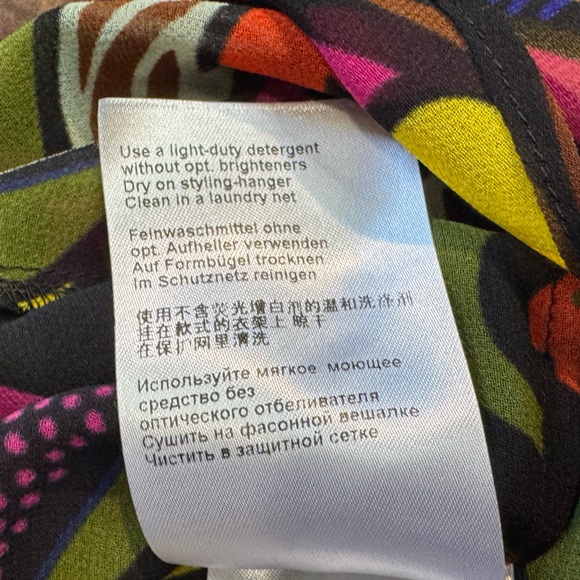 Use a light-duty detergent
without opt. brighteners
Dry on styling-hanger
Clean in a laundry net
Feinwaschmittel ohne
opt. Aufheller verwenden
Auf Formbügel trocknen
Im Schutznetz reinigen
使用不含荧光增白剂的温和洗涤剂
挂在款式的衣架上 晾干
在保护网里清洗
Используйте мягкое моющее
средство без
оптического отбеливателя
Сушить на фасонной вешалке
Чистить в защитной сетке